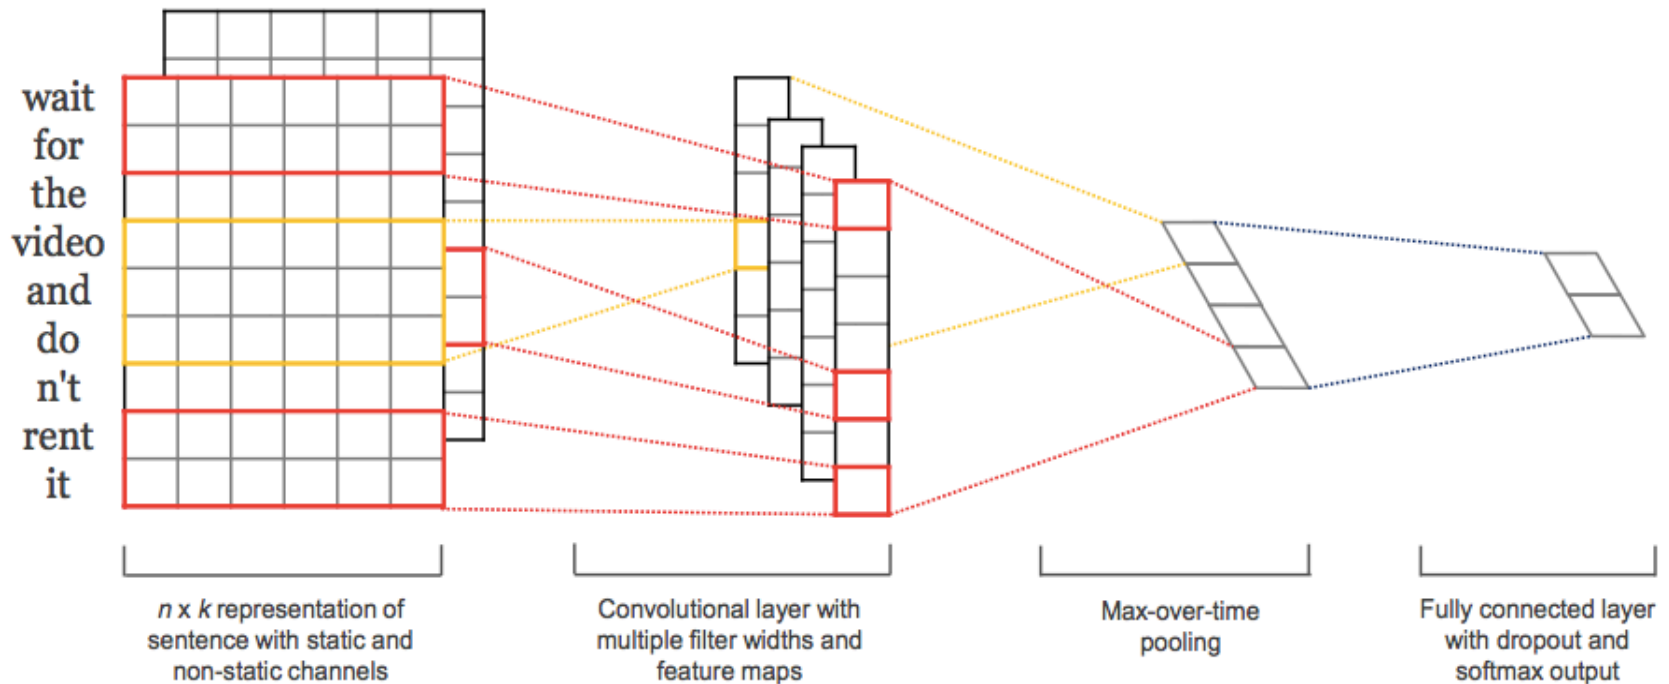 wait
for
the
video
and
do
n't
rent
it
n x k representation of
sentence with static and
non-static channels
Convolutional layer with
multiple filter widths and
feature maps
Max-over-time
pooling
Fully connected layer
with dropout and
softmax output